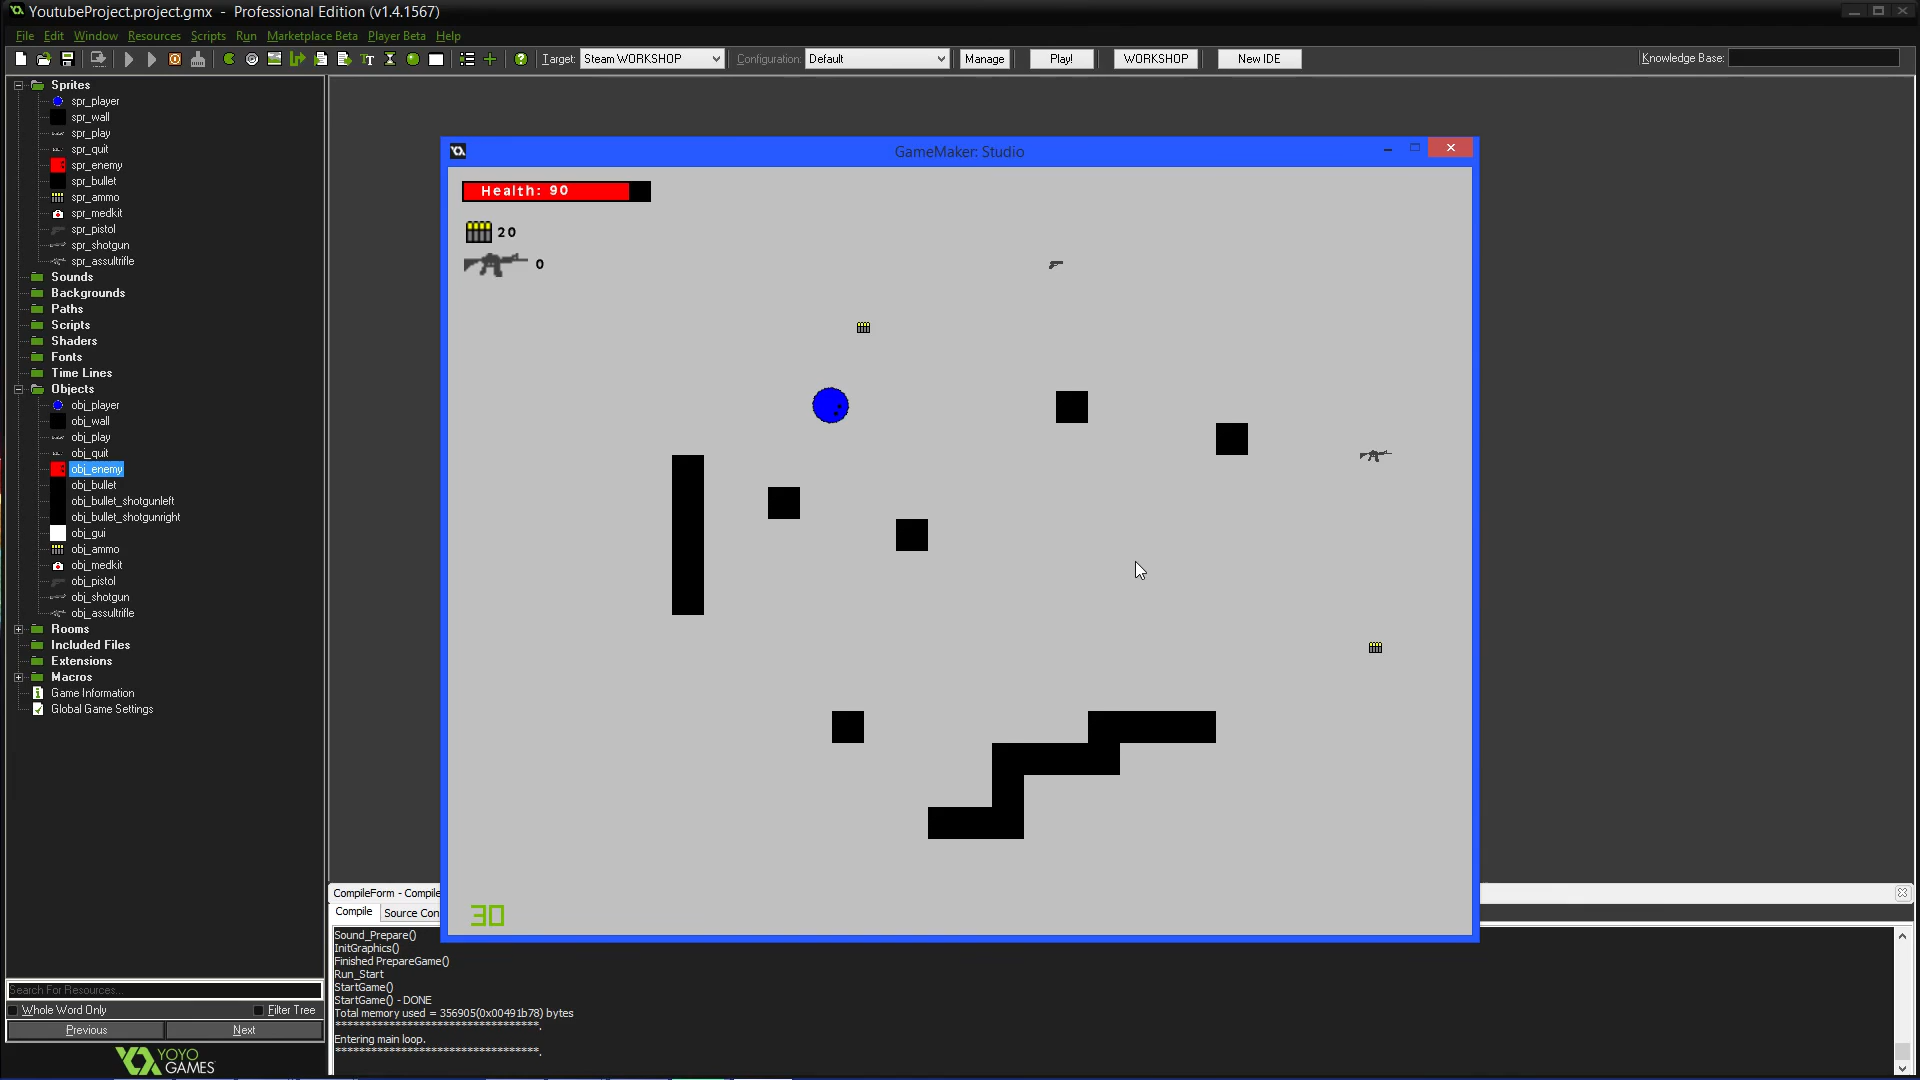 YoutubeProject.project.gmx - Professional Edition (v1.4.1567)
File Edit Window Resources Scripts Run Marketplace Beta Player Beta Help
Target: Steam WORKSHOP Configuration: Default Manage Play! WORKSHOP New IDE Knowledge Base:
Sprites
spr_player
spr_wall
spr_play
spr_quit
spr_enemy
spr_bullet
spr_ammo
spr_medkit
spr_pistol
spr_shotgun
spr_assultrifle
Sounds
Backgrounds
Paths
Scripts
Shaders
Fonts
Time Lines
Objects
obj_player
obj_wall
obj_play
obj_quit
obj_enemy
obj_bullet
obj_bullet_shotgunleft
obj_bullet_shotgunright
obj_gui
obj_ammo
obj_medkit
obj_pistol
obj_shotgun
obj_assultrifle
Rooms
Included Files
Extensions
Macros
Game Information
Global Game Settings
Search For Resources...
Whole Word Only Filter Tree
Previous Next
YOYO
GAMES
GameMaker: Studio
Health: 90
20
0
30
CompileForm - Compile
Compile Source Con
Sound_Prepare()
InitGraphics()
Finished PrepareGame()
Run_Start
StartGame()
StartGame() - DONE
Total memory used = 356905(0x00491b78) bytes
**********************************.
Entering main loop.
**********************************.